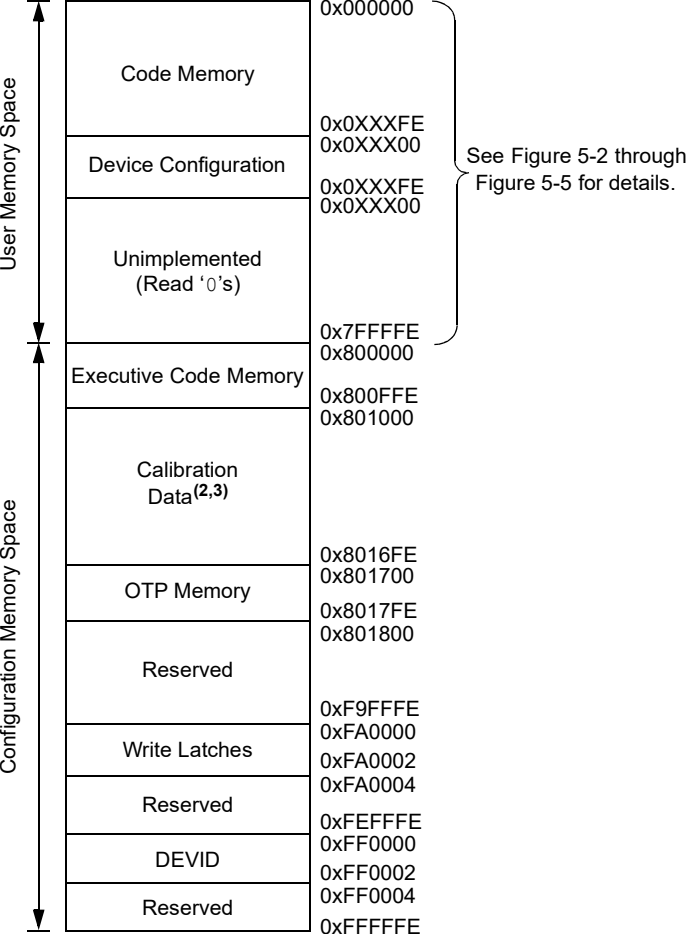 0x000000
Code Memory
0x0XXXFE
0x0XXX00
Device Configuration
0x0XXXFE
0x0XXX00
See Figure 5-2 through
Figure 5-5 for details.
User Memory Space
Unimplemented
(Read ‘0’s)
0x7FFFFE
0x800000
Executive Code Memory
0x800FFE
0x801000
Calibration
Data(2,3)
0x8016FE
0x801700
OTP Memory
0x8017FE
0x801800
Configuration Memory Space
Reserved
0xF9FFFE
0xFA0000
Write Latches
0xFA0002
0xFA0004
Reserved
0xFEFFFE
0xFF0000
DEVID
0xFF0002
0xFF0004
Reserved
0xFFFFFE